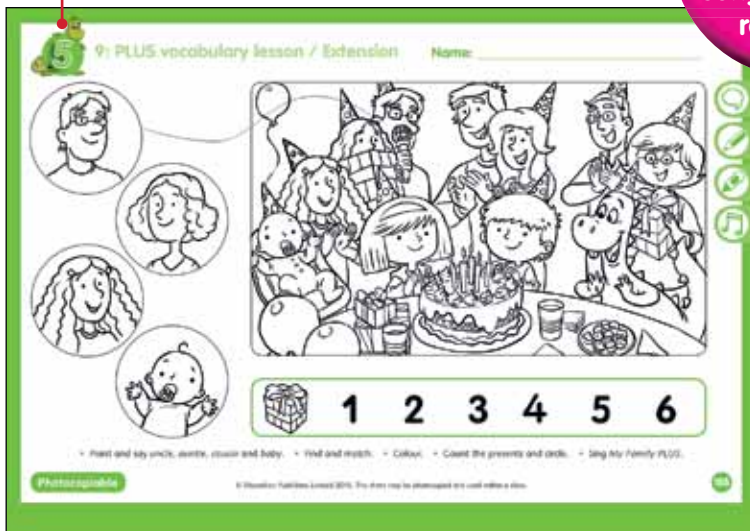 5 9: PLUS vocabulary lesson / Extension Name:
1 2 3 4 5 6
• Point and say uncle, auntie, cousin and baby. • Find and match. • Colour. • Count the presents and circle. • Sing My Family PLUS.
Photocopiable